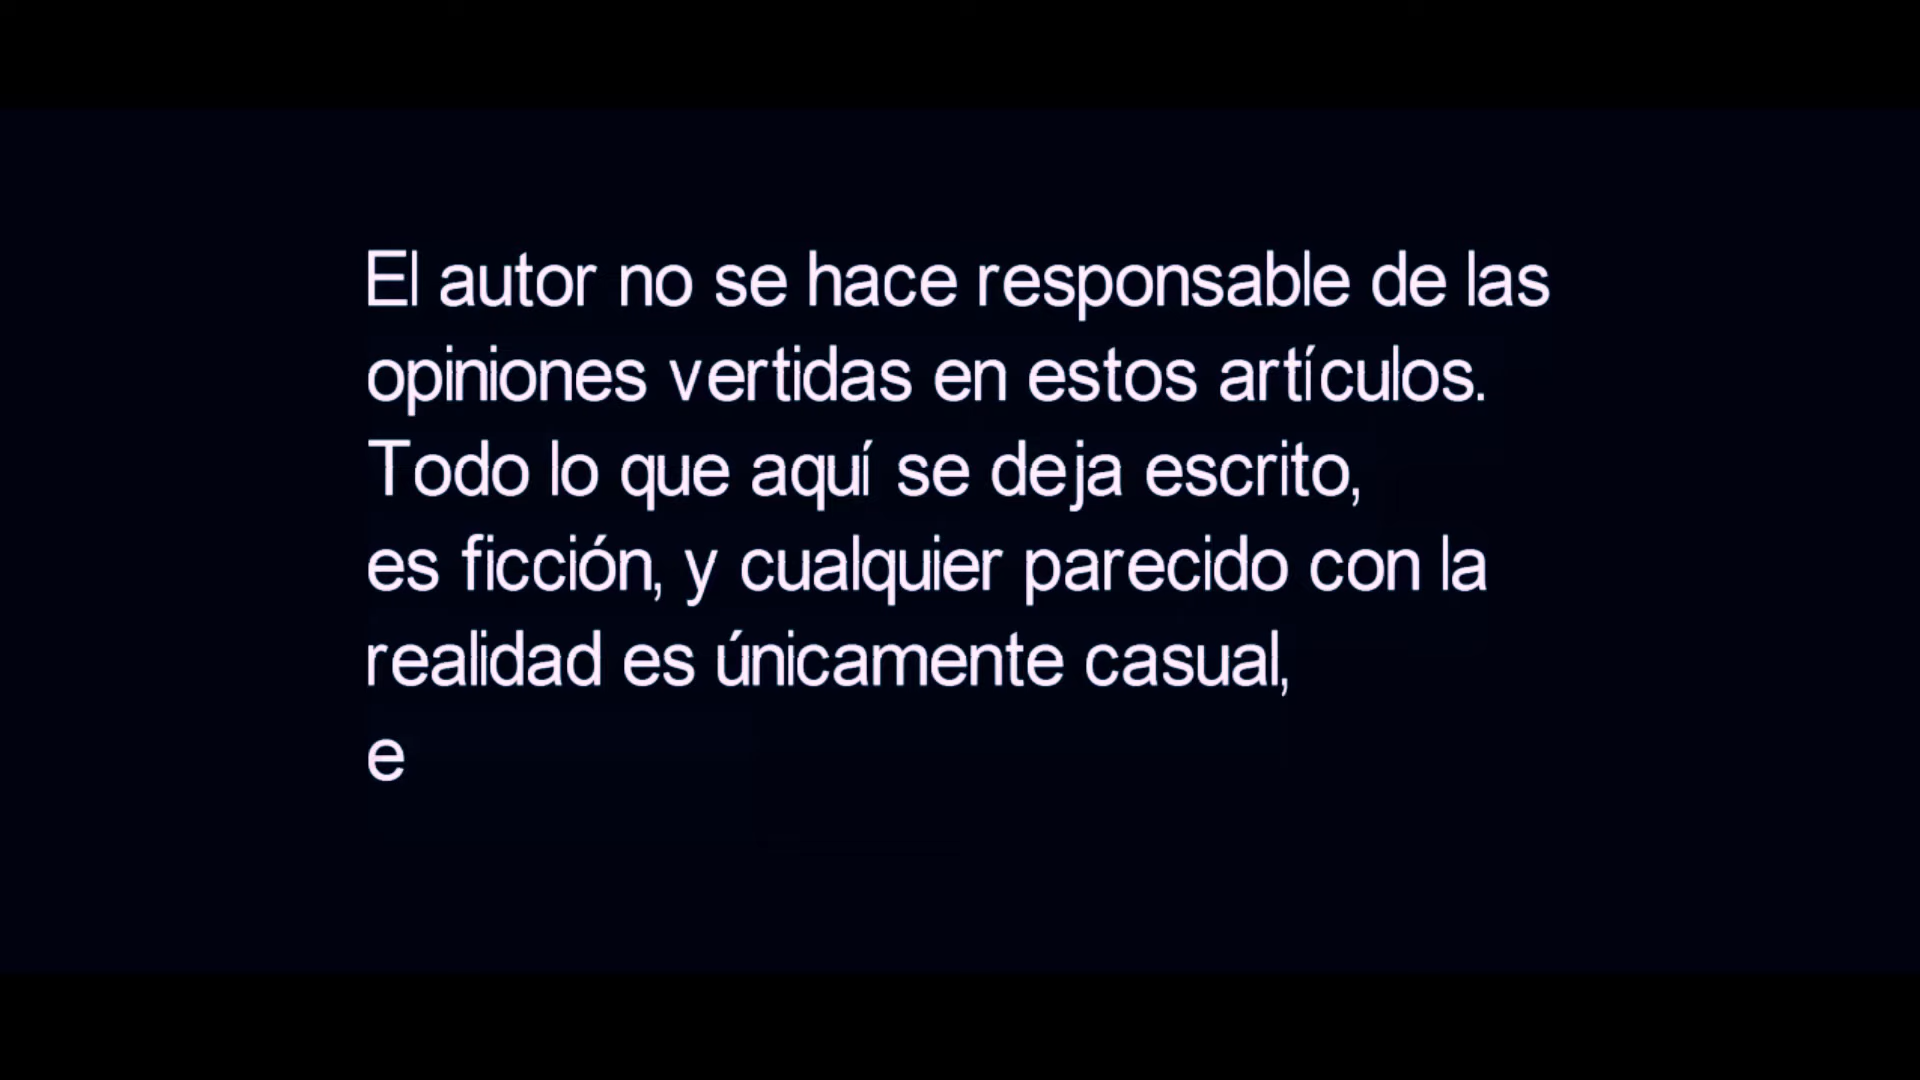 El autor no se hace responsable de las
opiniones vertidas en estos artículos.
Todo lo que aquí se deja escrito,
es ficción, y cualquier parecido con la
realidad es únicamente casual,
e